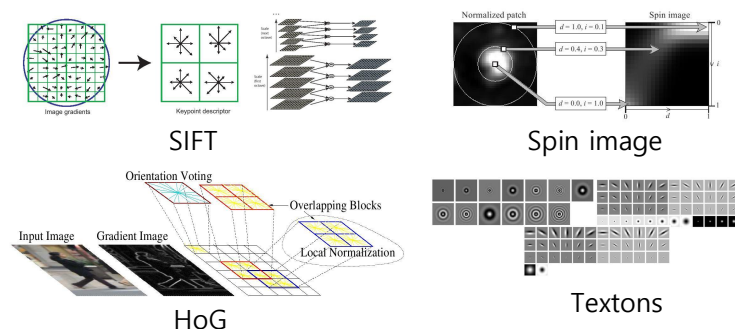 Image gradients
Keypoint descriptor
SIFT
Normalized patch
Spin image
d = 1.0, i = 0.1
d = 0.4, i = 0.3
d = 0.0, i = 1.0
0
i
1
0
d
1
Spin image
Orientation Voting
Overlapping Blocks
Input Image
Gradient Image
Local Normalization
HoG
Textons